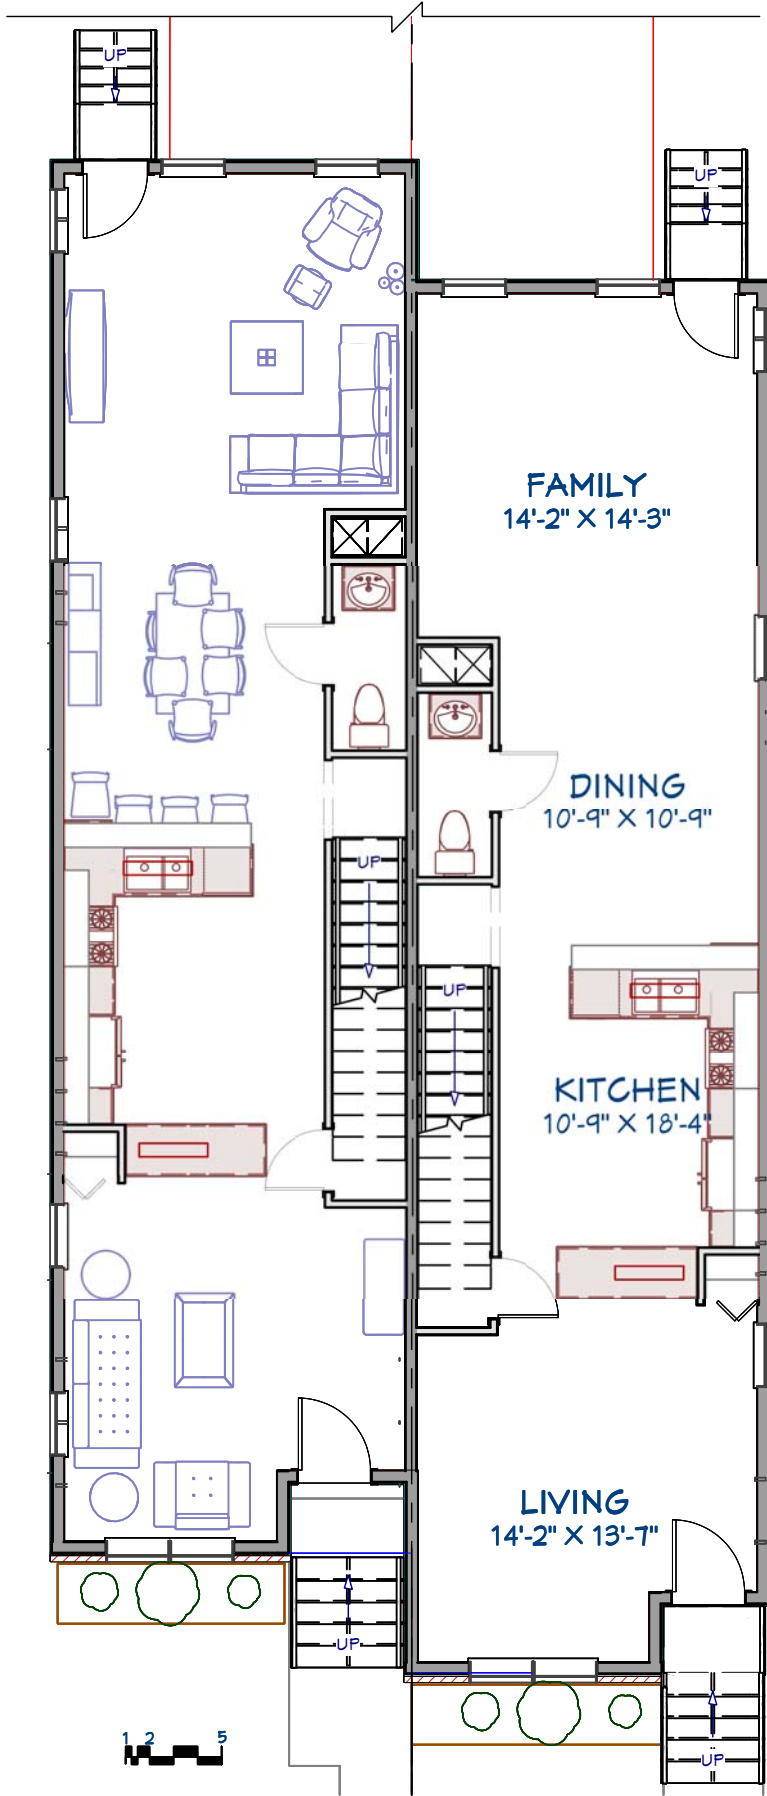 UP
UP
FAMILY
14'-2" X 14'-3"
DINING
10'-9" X 10'-9"
UP
UP
KITCHEN
10'-9" X 18'-4"
LIVING
14'-2" X 13'-7"
UP
1 2 5
UP